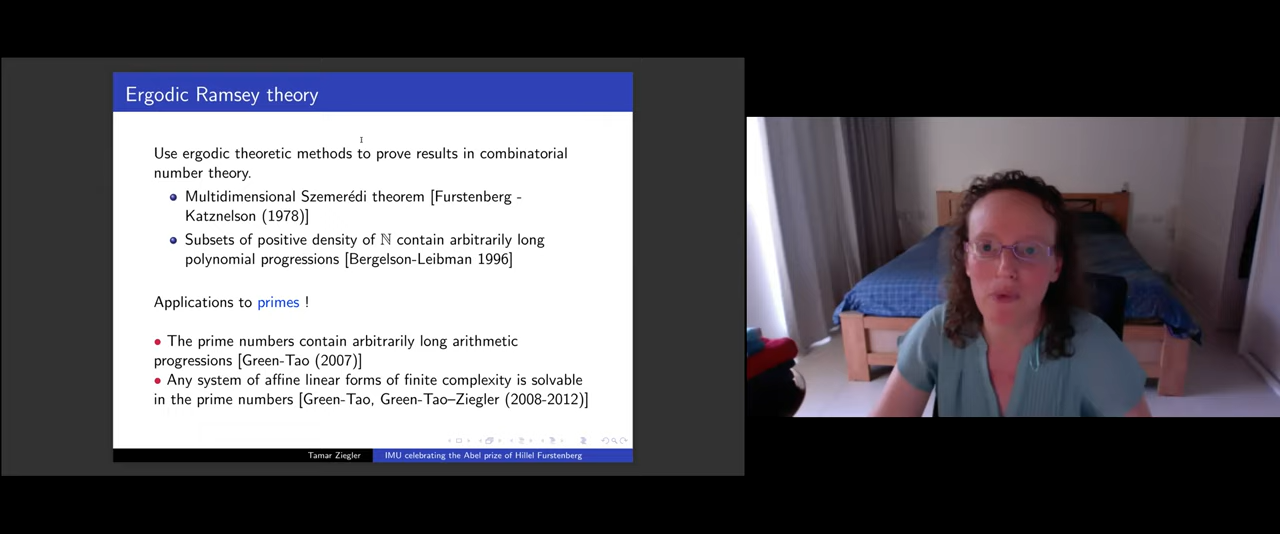 Ergodic Ramsey theory
Use ergodic theoretic methods to prove results in combinatorial
number theory.
Multidimensional Szemerédi theorem [Furstenberg -
Katznelson (1978)]
Subsets of positive density of ℕ contain arbitrarily long
polynomial progressions [Bergelson-Leibman 1996]
Applications to primes !
• The prime numbers contain arbitrarily long arithmetic
progressions [Green-Tao (2007)]
• Any system of affine linear forms of finite complexity is solvable
in the prime numbers [Green-Tao, Green-Tao–Ziegler (2008-2012)]
Tamar Ziegler
IMU celebrating the Abel prize of Hillel Furstenberg